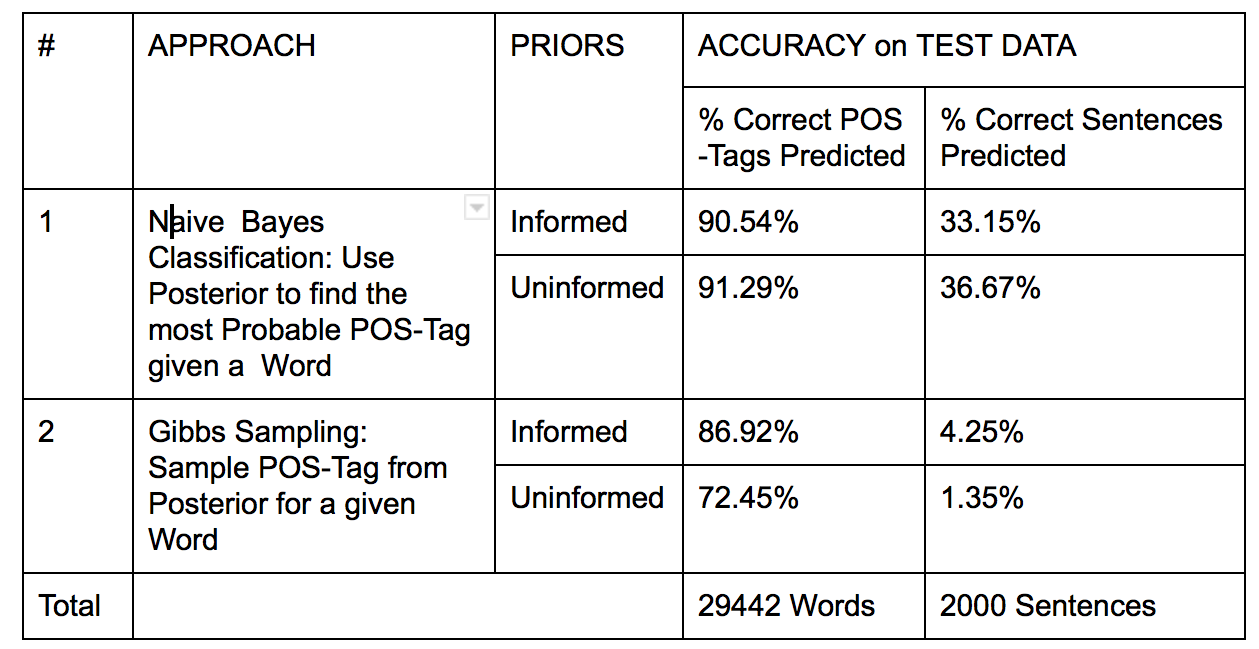 # APPROACH PRIORS ACCURACY on TEST DATA
% Correct POS
-Tags Predicted
% Correct Sentences
Predicted
1
Naive  Bayes
Classification: Use
Posterior to find the
most Probable POS-Tag
given a  Word
Informed 90.54% 33.15%
Uninformed 91.29% 36.67%
2
Gibbs Sampling:
Sample POS-Tag from
Posterior for a given
Word
Informed 86.92% 4.25%
Uninformed 72.45% 1.35%
Total 29442 Words 2000 Sentences